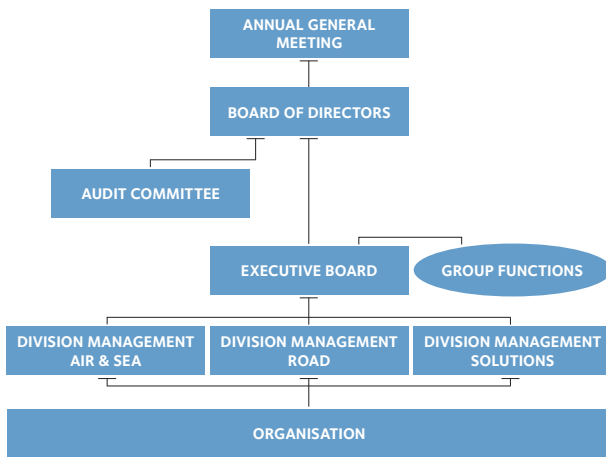 ANNUAL GENERAL
MEETING
BOARD OF DIRECTORS
AUDIT COMMITTEE
EXECUTIVE BOARD
GROUP FUNCTIONS
DIVISION MANAGEMENT
AIR & SEA
DIVISION MANAGEMENT
ROAD
DIVISION MANAGEMENT
SOLUTIONS
ORGANISATION